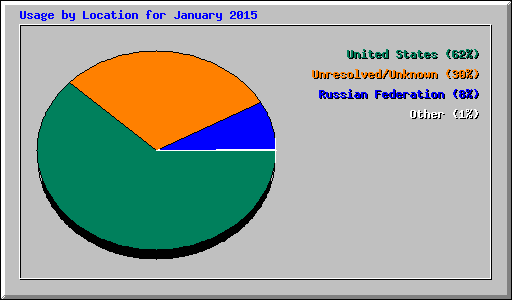 Usage by Location for January 2015
United States (62%)
Unresolved/Unknown (30%)
Russian Federation (8%)
Other (1%)